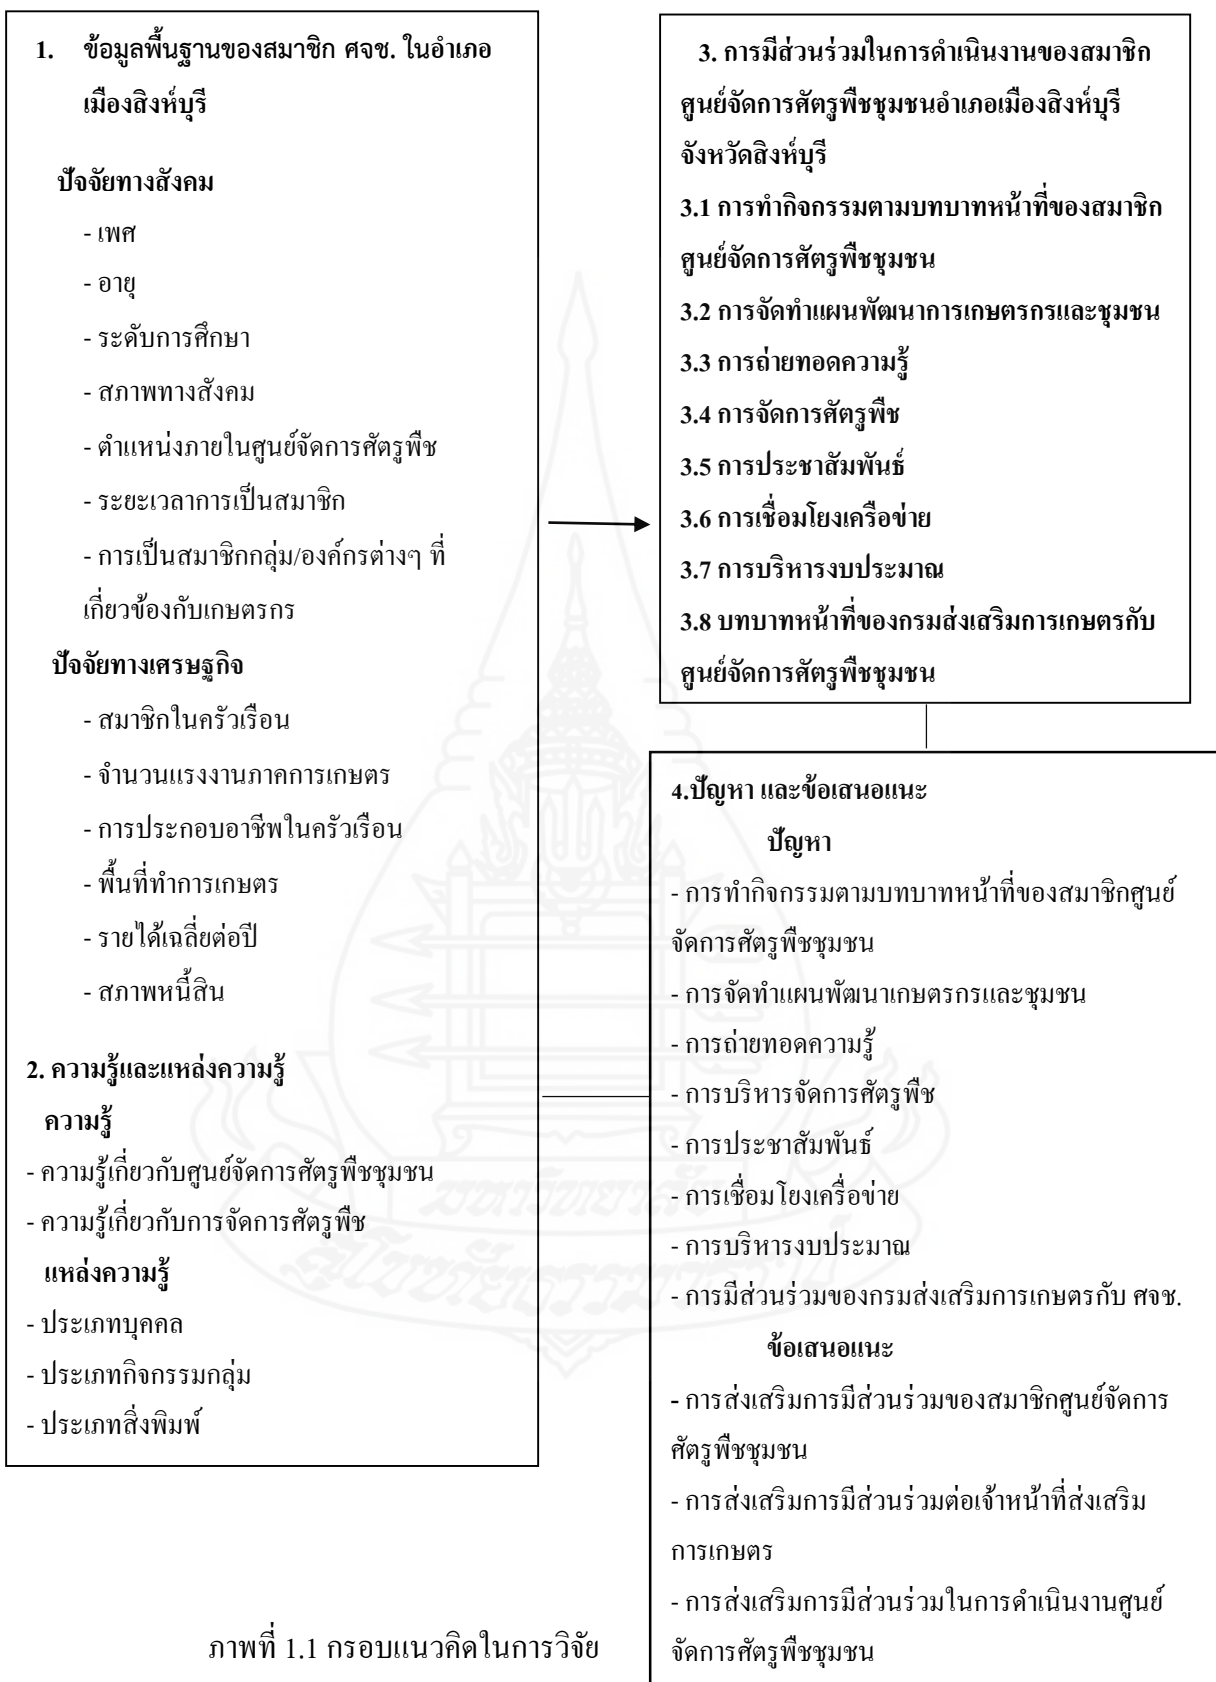 1. ข้อมูลพื้นฐานของสมาชิก ศจช. ในอำเภอ
เมืองสิงห์บุรี
ปัจจัยทางสังคม
- เพศ
- อายุ
- ระดับการศึกษา
- สภาพทางสังคม
- ตำแหน่งภายในศูนย์จัดการศัตรูพืช
- ระยะเวลาการเป็นสมาชิก
- การเป็นสมาชิกกลุ่ม/องค์กรต่างๆ ที่
เกี่ยวข้องกับเกษตรกร
ปัจจัยทางเศรษฐกิจ
- สมาชิกในครัวเรือน
- จำนวนแรงงานภาคการเกษตร
- การประกอบอาชีพในครัวเรือน
- พื้นที่ทำการเกษตร
- รายได้เฉลี่ยต่อปี
- สภาพหนี้สิน
2. ความรู้และแหล่งความรู้
ความรู้
- ความรู้เกี่ยวกับศูนย์จัดการศัตรูพืชชุมชน
- ความรู้เกี่ยวกับการจัดการศัตรูพืช
แหล่งความรู้
- ประเภทบุคคล
- ประเภทกิจกรรมกลุ่ม
- ประเภทสิ่งพิมพ์
3. การมีส่วนร่วมในการดำเนินงานของสมาชิก
ศูนย์จัดการศัตรูพืชชุมชนอำเภอเมืองสิงห์บุรี
จังหวัดสิงห์บุรี
3.1 การทำกิจกรรมตามบทบาทหน้าที่ของสมาชิก
ศูนย์จัดการศัตรูพืชชุมชน
3.2 การจัดทำแผนพัฒนาการเกษตรกรและชุมชน
3.3 การถ่ายทอดความรู้
3.4 การจัดการศัตรูพืช
3.5 การประชาสัมพันธ์
3.6 การเชื่อมโยงเครือข่าย
3.7 การบริหารงบประมาณ
3.8 บทบาทหน้าที่ของกรมส่งเสริมการเกษตรกับ
ศูนย์จัดการศัตรูพืชชุมชน
4.ปัญหา และข้อเสนอแนะ
ปัญหา
- การทำกิจกรรมตามบทบาทหน้าที่ของสมาชิกศูนย์
จัดการศัตรูพืชชุมชน
- การจัดทำแผนพัฒนาเกษตรกรและชุมชน
- การถ่ายทอดความรู้
- การบริหารจัดการศัตรูพืช
- การประชาสัมพันธ์
- การเชื่อมโยงเครื่อข่าย
- การบริหารงบประมาณ
- การมีส่วนร่วมของกรมส่งเสริมการเกษตรกับ ศจช.
ข้อเสนอแนะ
- การส่งเสริมการมีส่วนร่วมของสมาชิกศูนย์จัดการ
ศัตรูพืชชุมชน
- การส่งเสริมการมีส่วนร่วมต่อเจ้าหน้าที่ส่งเสริม
การเกษตร
- การส่งเสริมการมีส่วนร่วมในการดำเนินงานศูนย์
จัดการศัตรูพืชชุมชน
ภาพที่ 1.1 กรอบแนวคิดในการวิจัย
มหาวิทยาลัย
สุโขทัยธรรมาธิราช